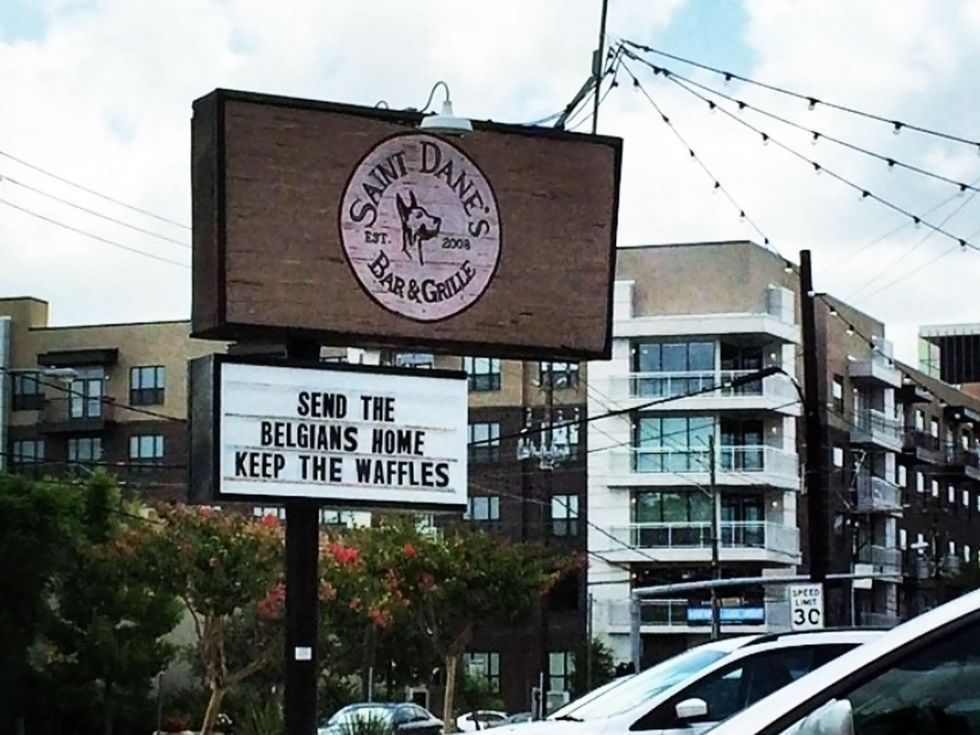 SAINT DANE'S
EST. 2008
BAR & GRILLE
SEND THE
BELGIANS HOME
KEEP THE WAFFLES
SPEED
LIMIT
30